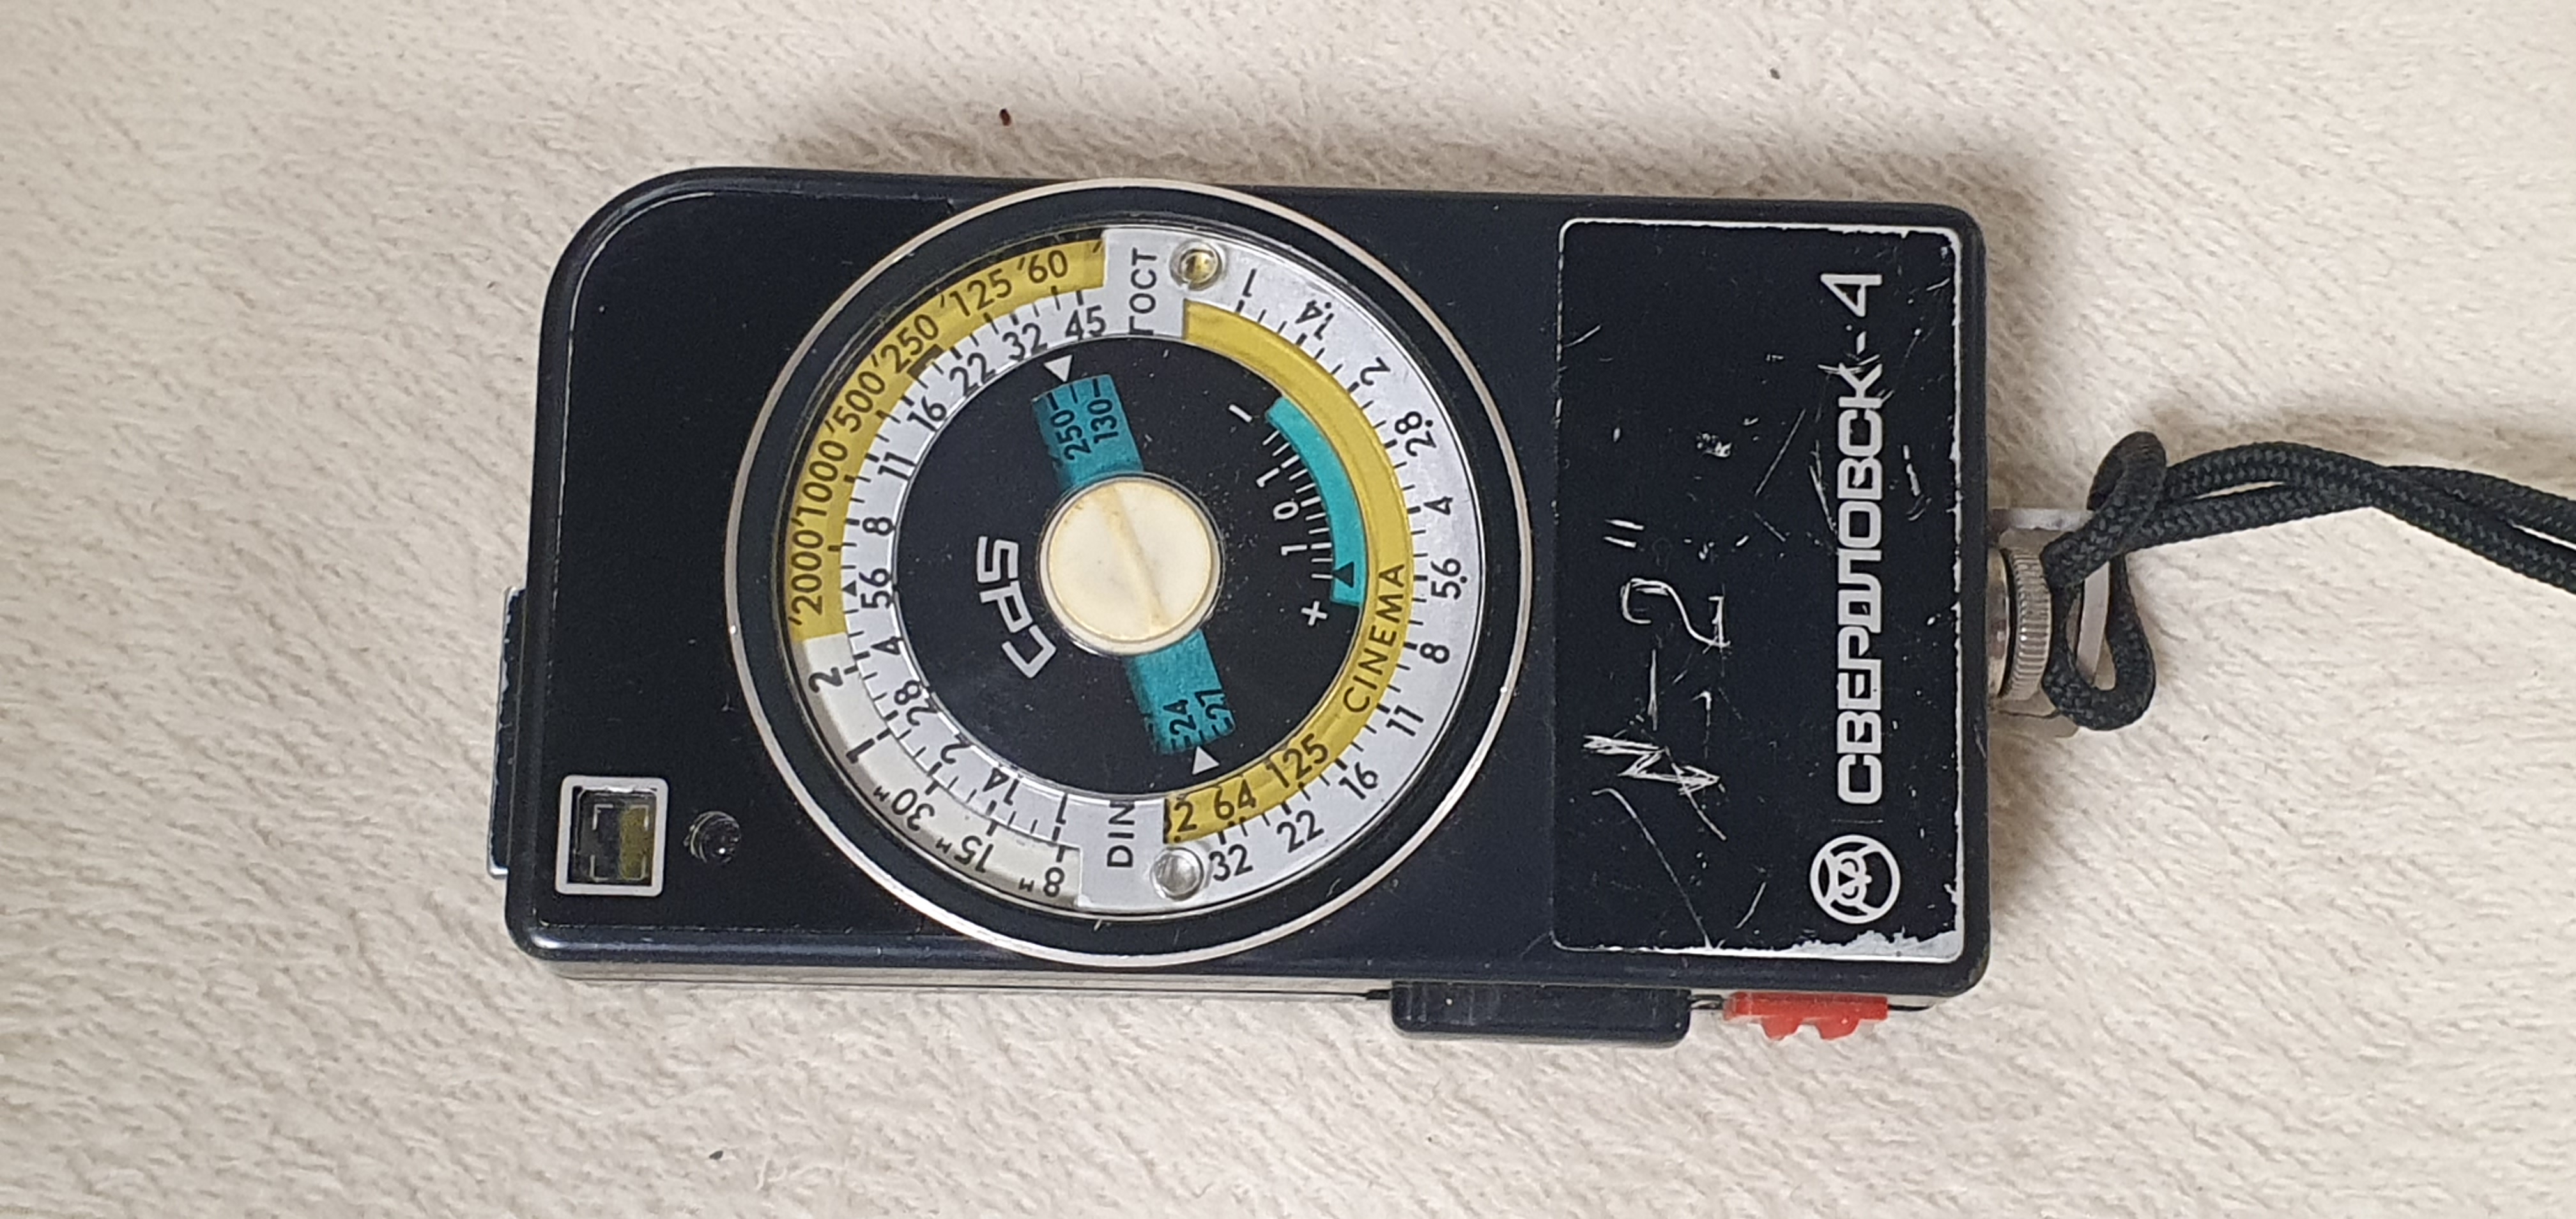 СВЕРДЛОВСК-4
N-2"
ГОСТ
'60 '125 '250 '500 '1000 '2000 2 1 30" 15" 8"
45 32 22 16 11 8 5.6 4 2.8 2 1.4 1
DIN
1 1.4 2 2.8 4 5.6 8 11 16 22 32
CINEMA 125 64
250 130
24 21
- 1 0 1 +
CPS